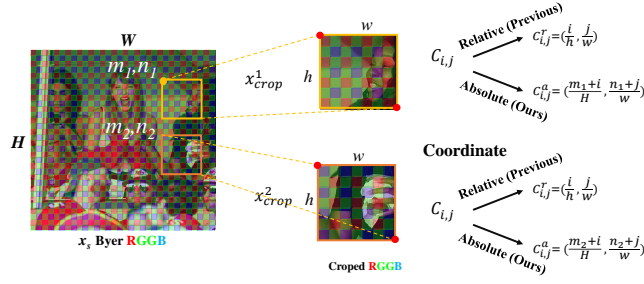 W
H
m₁,n₁
m₂,n₂
xₛ Byer RGGB
w
h
x¹crop
w
h
x²crop
Croped RGGB
Cᵢ,ⱼ
Relative (Previous)
Cʳᵢ,ⱼ=(i/h, j/w)
Absolute (Ours)
Cᵃᵢ,ⱼ=(m₁+i/H, n₁+j/w)
Coordinate
Cᵢ,ⱼ
Relative (Previous)
Cʳᵢ,ⱼ=(i/h, j/w)
Absolute (Ours)
Cᵃᵢ,ⱼ=(m₂+i/H, n₂+j/w)